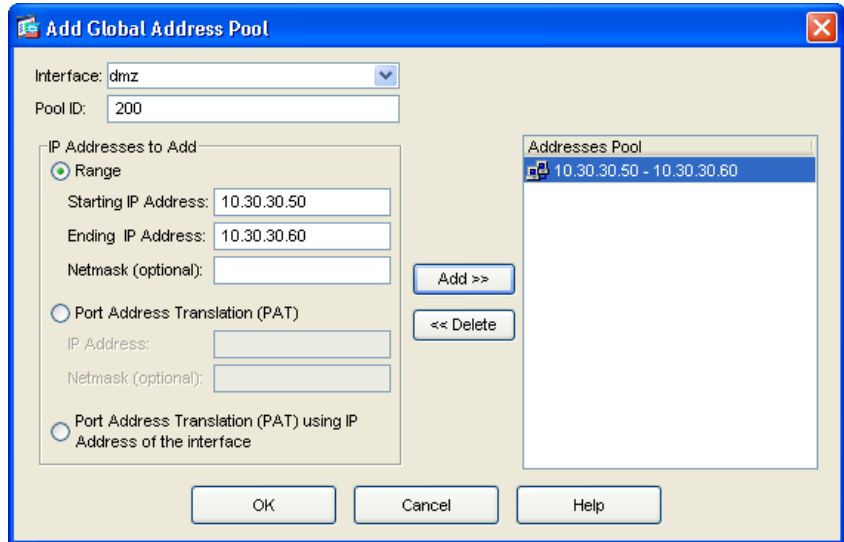 Add Global Address Pool
Interface: dmz
Pool ID: 200
IP Addresses to Add
Range
Starting IP Address: 10.30.30.50
Ending IP Address: 10.30.30.60
Netmask (optional):
Port Address Translation (PAT)
IP Address:
Netmask (optional):
Port Address Translation (PAT) using IP
Address of the interface
Add >>
<< Delete
Addresses Pool
10.30.30.50 - 10.30.30.60
OK
Cancel
Help